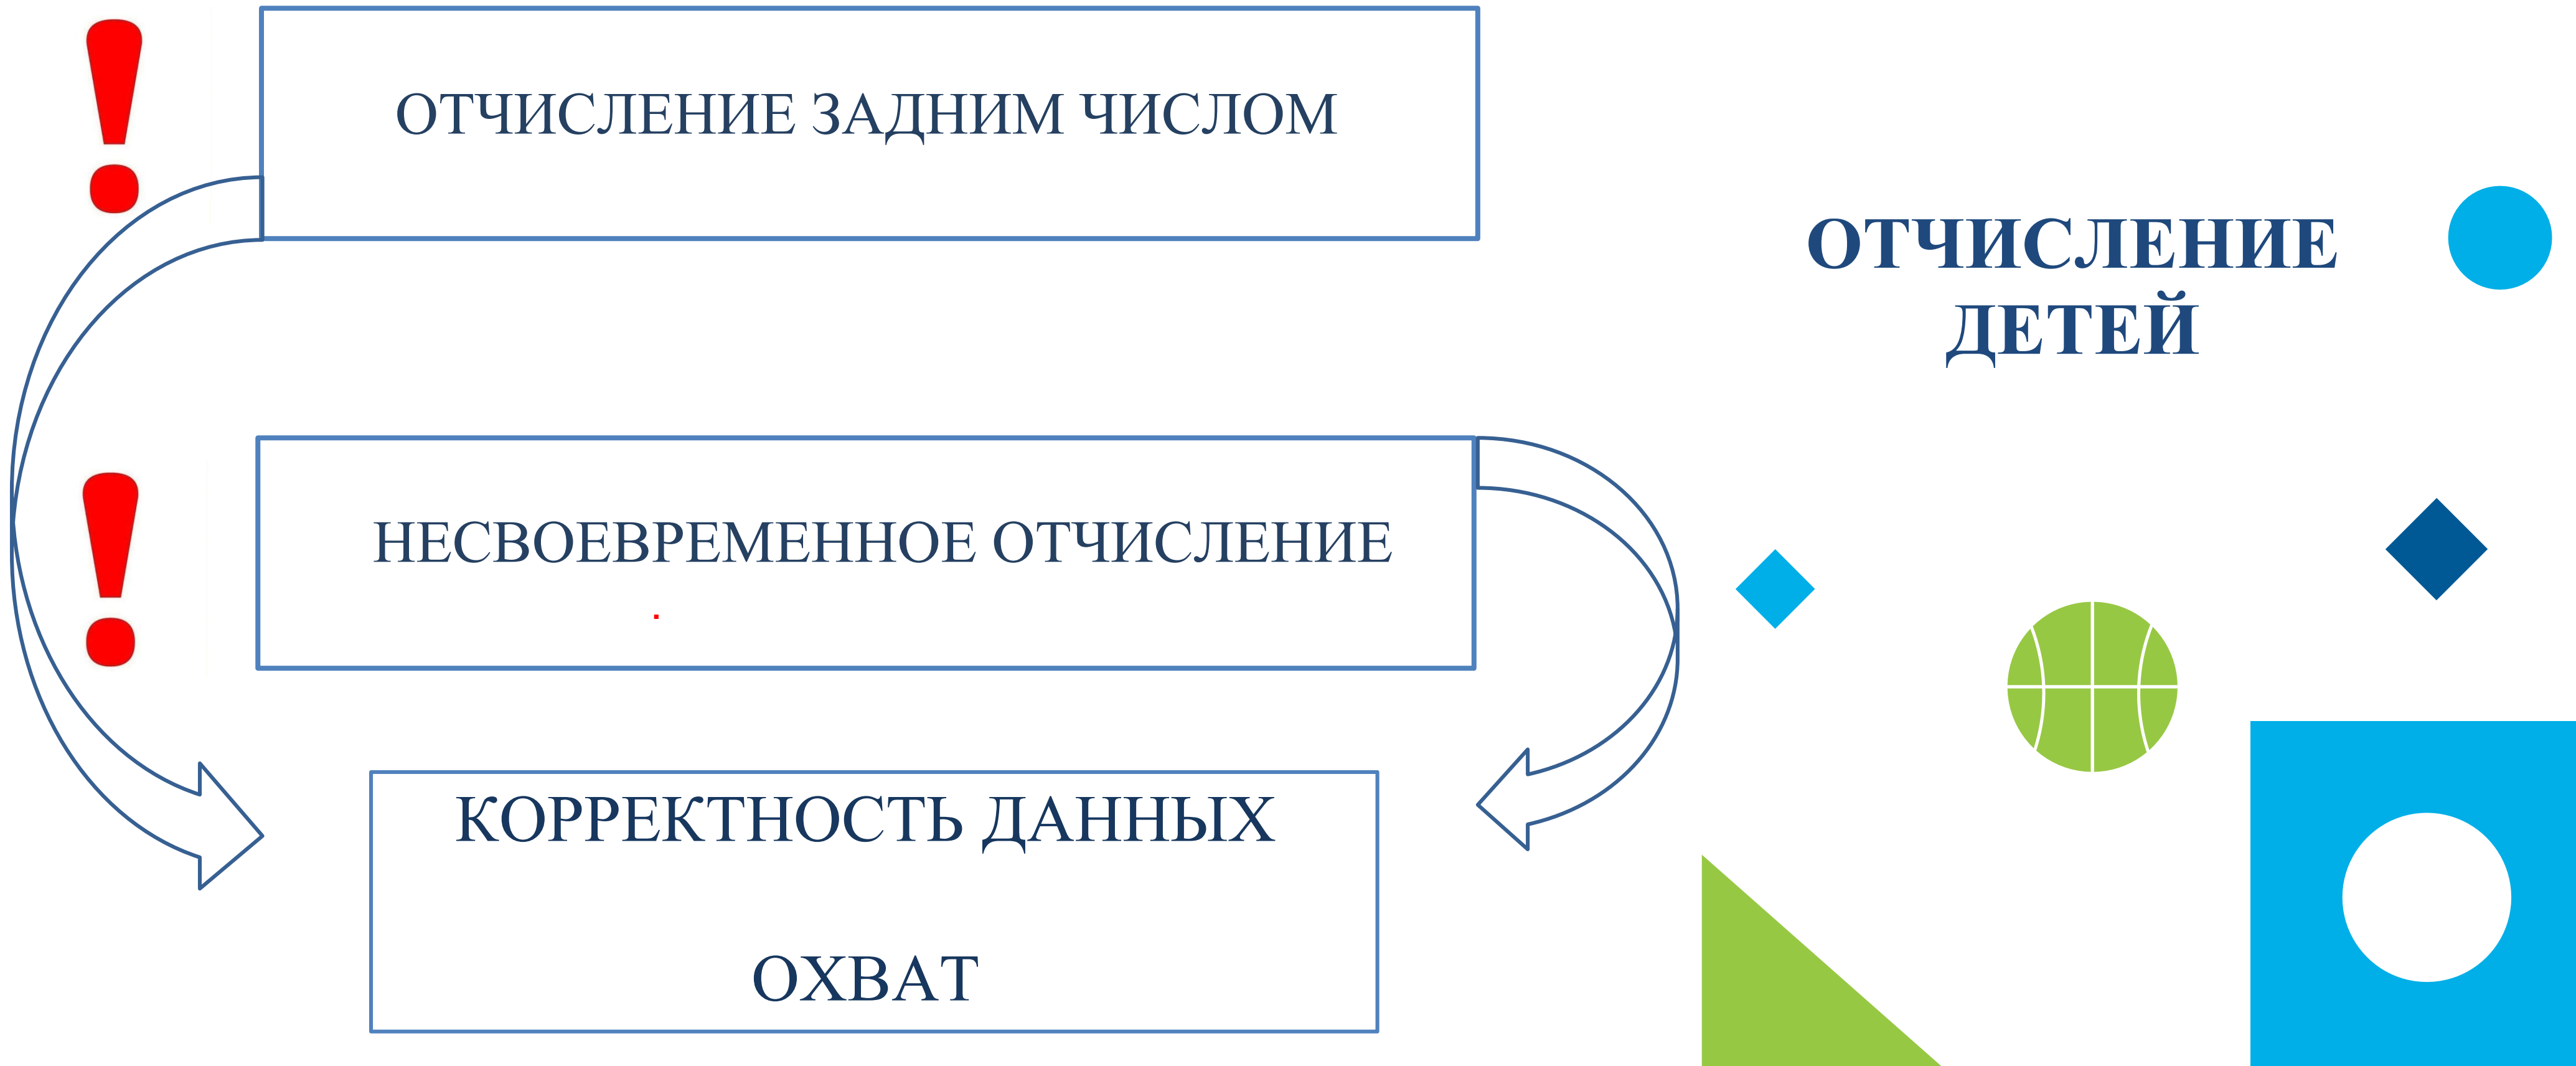 ОТЧИСЛЕНИЕ ЗАДНИМ ЧИСЛОМ
ОТЧИСЛЕНИЕ
ДЕТЕЙ
НЕСВОЕВРЕМЕННОЕ ОТЧИСЛЕНИЕ
.
КОРРЕКТНОСТЬ ДАННЫХ
ОХВАТ